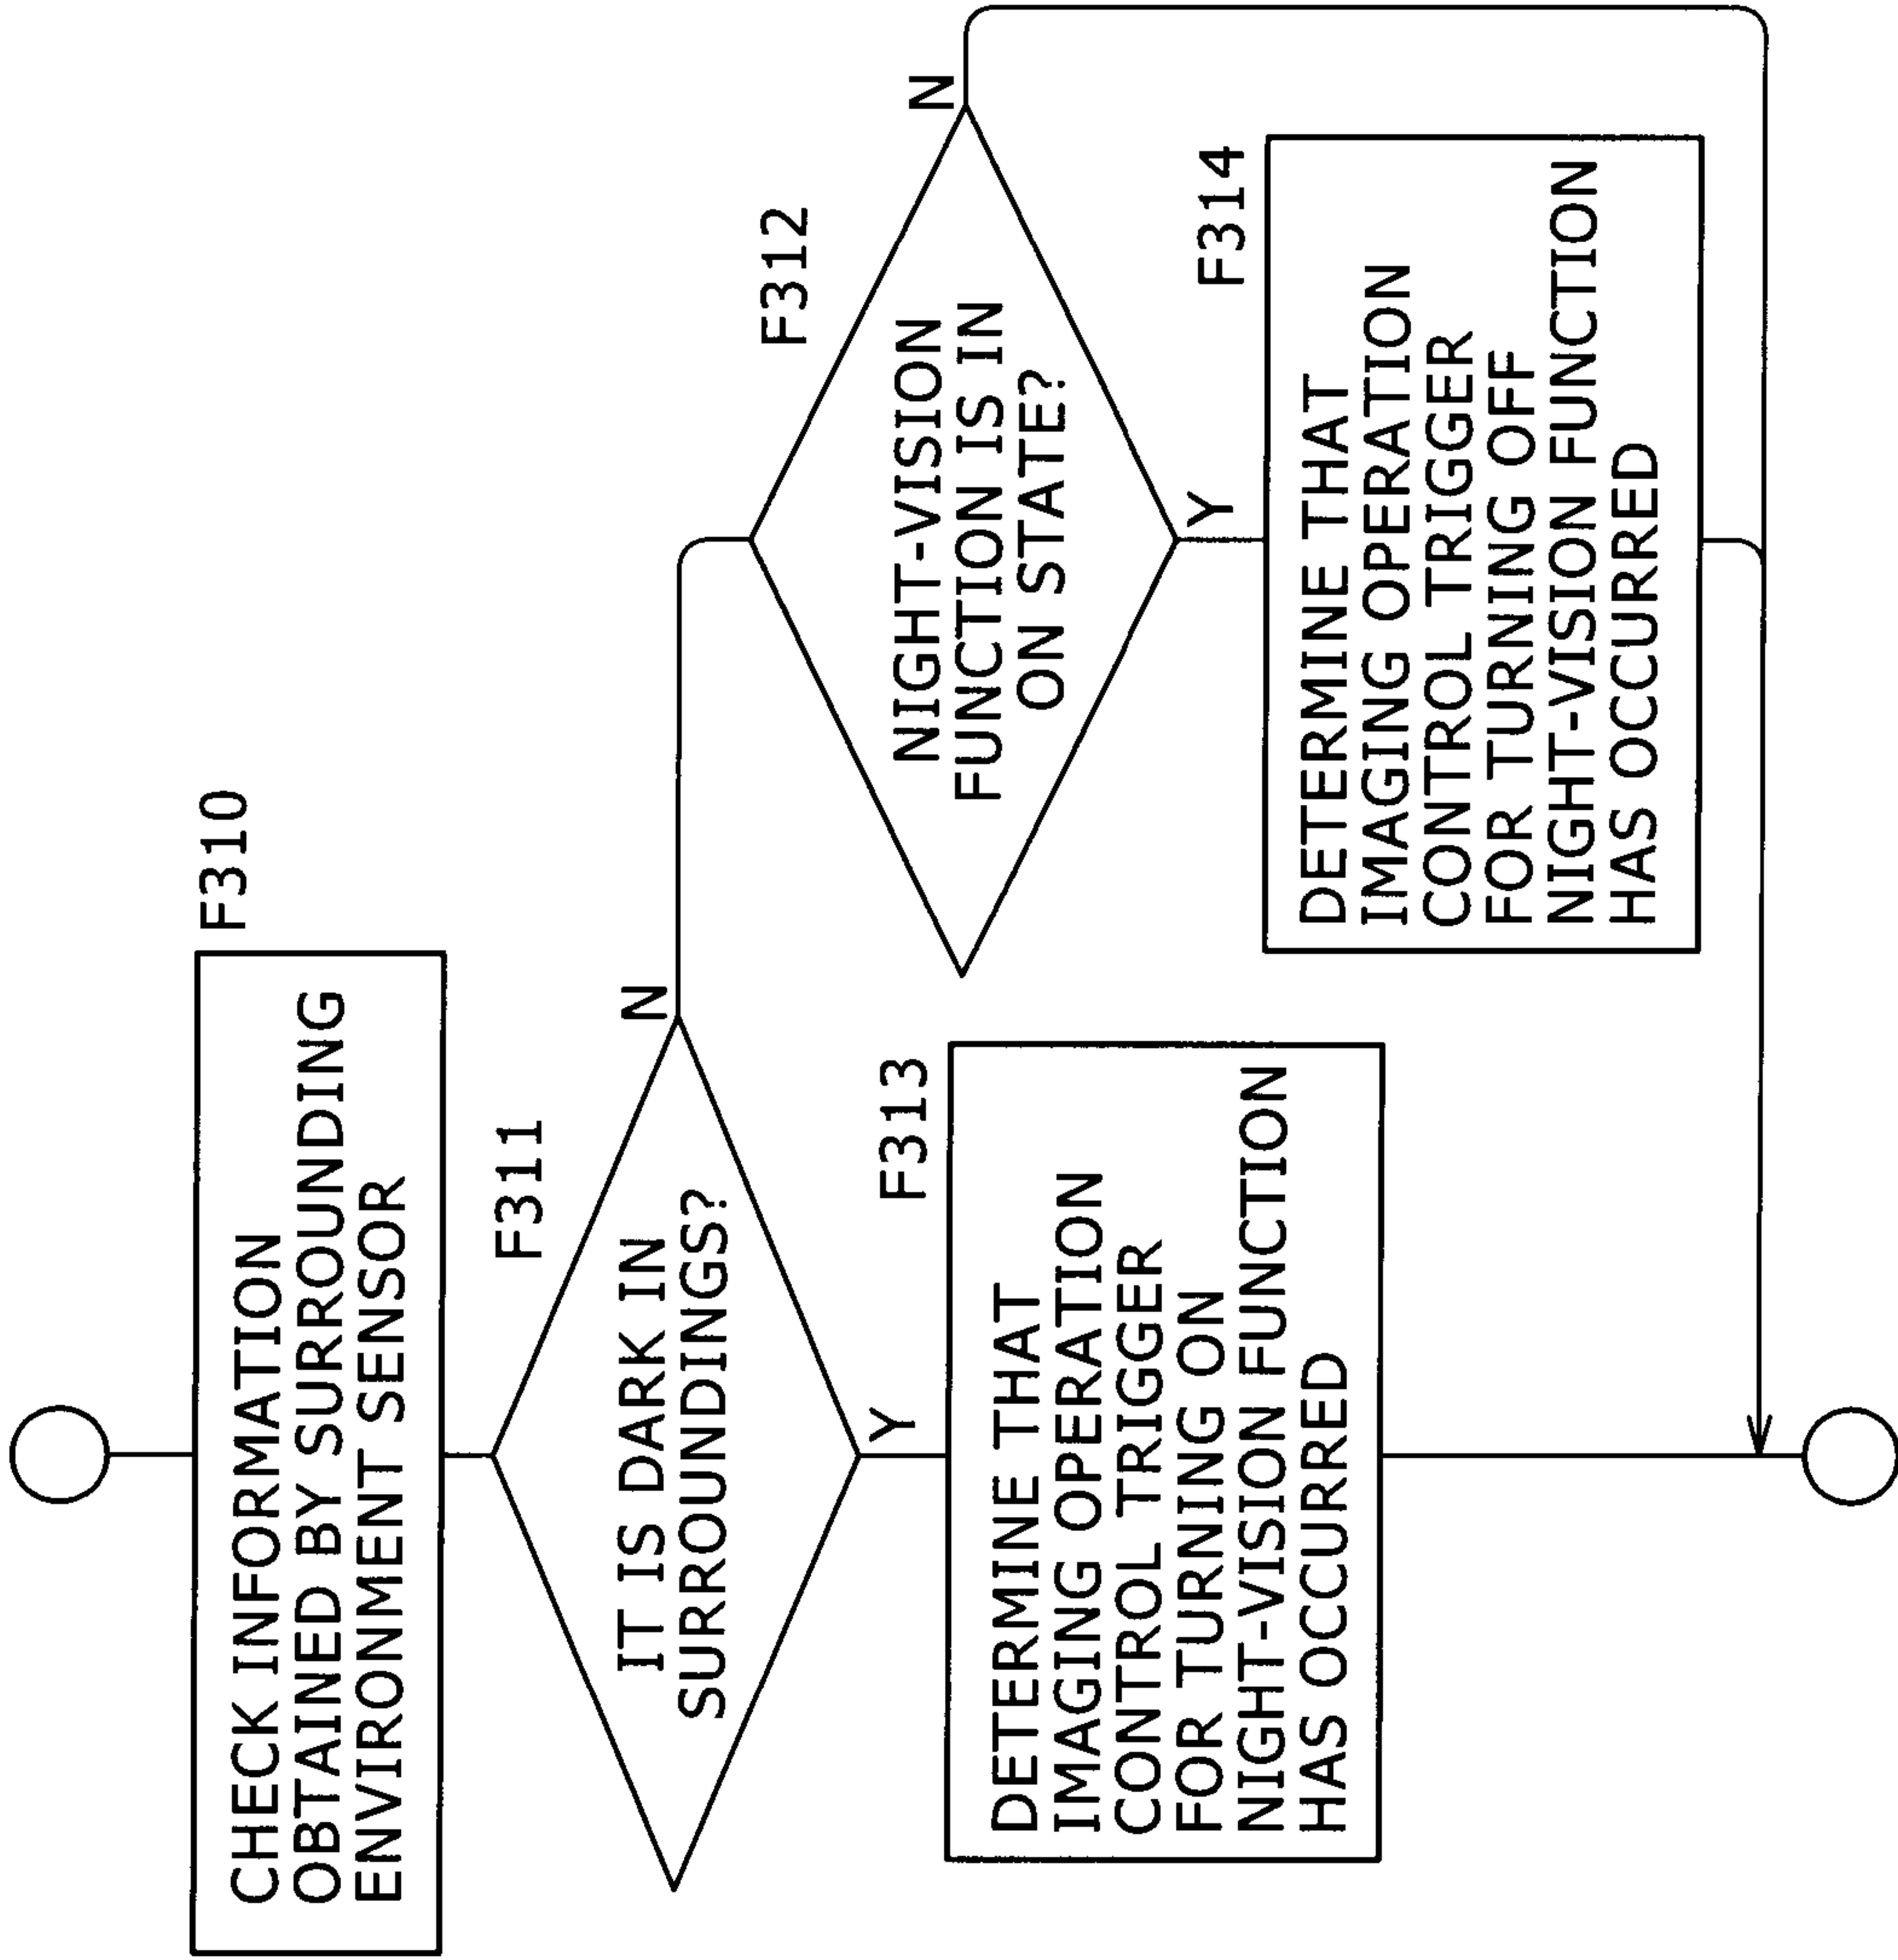 F310
CHECK INFORMATION
OBTAINED BY SURROUNDING
ENVIRONMENT SENSOR
F311
IT IS DARK IN
SURROUNDINGS?
N
Y
F312
NIGHT-VISION
FUNCTION IS IN
ON STATE?
N
Y
F313
DETERMINE THAT
IMAGING OPERATION
CONTROL TRIGGER
FOR TURNING ON
NIGHT-VISION FUNCTION
HAS OCCURRED
F314
DETERMINE THAT
IMAGING OPERATION
CONTROL TRIGGER
FOR TURNING OFF
NIGHT-VISION FUNCTION
HAS OCCURRED